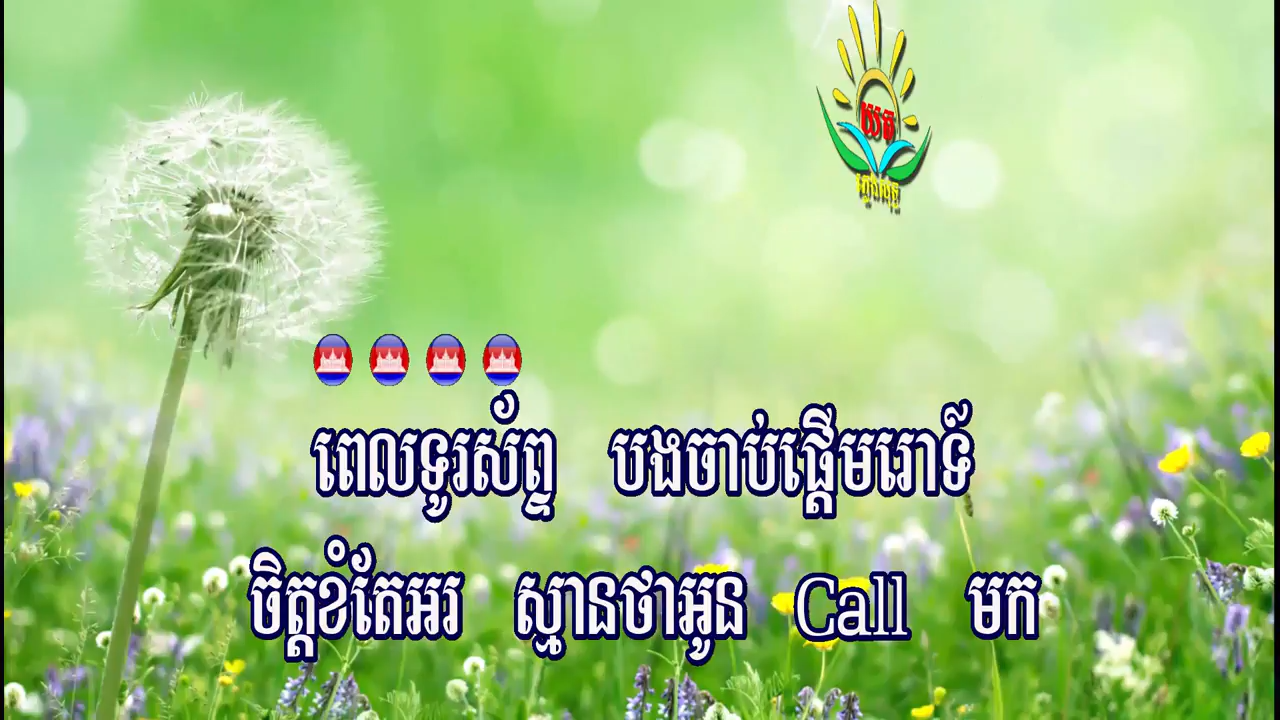 ពេលទូរស័ព្ទ បងចាប់ផ្ដើមរោទ៍
ចិត្តខំតែអរ ស្មានថាអូន Call មក